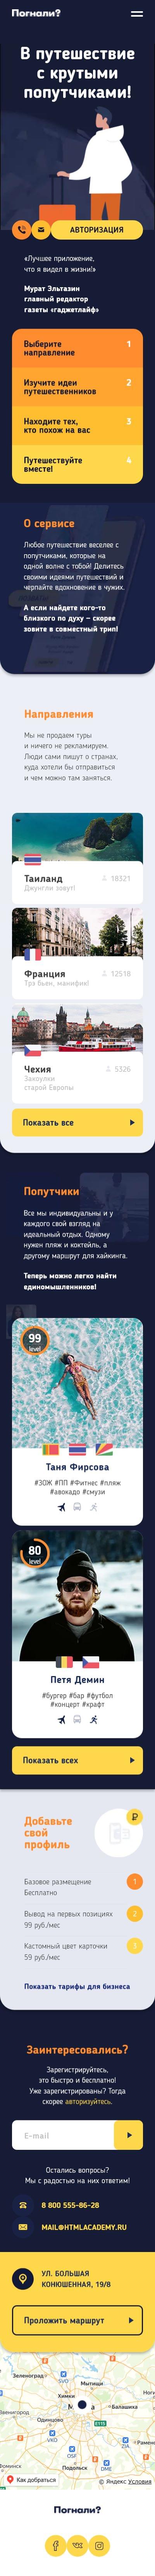 Погнали?
В путешествие
с крутыми
попутчиками!
АВТОРИЗАЦИЯ
«Лучшее приложение,
что я видел в жизни!»
Мурат Эльтазин
главный редактор
газеты «гаджетлайф»
Выберите
направление
1
Изучите идеи
путешественников
2
Находите тех,
кто похож на вас
3
Путешествуйте
вместе!
4
О сервисе
Любое путешествие веселее с
попутчиками, которые на
одной волне с тобой! Делитесь
своими идеями путешествий и
черпайте вдохновение в чужих.
А если найдете кого-то
близкого по духу – скорее
зовите в совместный трип!
Направления
Мы не продаем туры
и ничего не рекламируем.
Люди сами пишут о странах,
куда хотели бы отправиться
и чем можно там заняться.
Таиланд
18321
Джунгли зовут!
Франция
12518
Трэ бьян, манифик!
Чехия
5326
Закоулки
старой Европы
Показать все
Попутчики
Все мы индивидуальны и у
каждого свой взгляд на
идеальный отдых. Одному
нужен пляж и коктейль, а
другому маршрут для хайкинга.
Теперь можно легко найти
единомышленников!
99
level
Таня Фирсова
#ЗОЖ #ПП #Фитнес #пляж
#авокадо #смузи
80
level
Петя Демин
#бургер #бар #футбол
#концерт #крафт
Показать всех
Добавьте
свой
профиль
₽
Базовое размещение
Бесплатно
1
Вывод на первых позициях
99 руб./мес
2
Кастомный цвет карточки
59 руб./мес
3
Показать тарифы для бизнеса
Заинтересовались?
Зарегистрируйтесь,
это быстро и бесплатно!
Уже зарегистрированы? Тогда
скорее авторизуйтесь.
E-mail
Остались вопросы?
Мы с радостью на них ответим!
8 800 555-86-28
MAIL@HTMLACADEMY.RU
УЛ. БОЛЬШАЯ
КОНЮШЕННАЯ, 19/8
Проложить маршрут
Зеленоград
SVO
Мытищи
Химки
Балашиха
Одинцово
VKO
ZIA
OSF
DME
Подольск
Как добраться
© Яндекс Условия
Погнали?